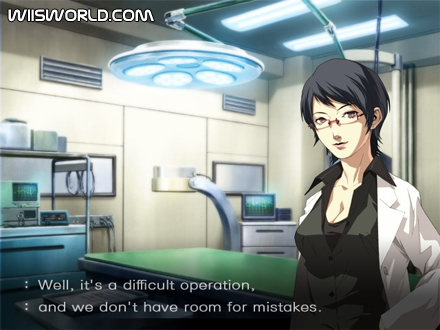 WIISWORLD.COM
: Well, it's a difficult operation,
: and we don't have room for mistakes.